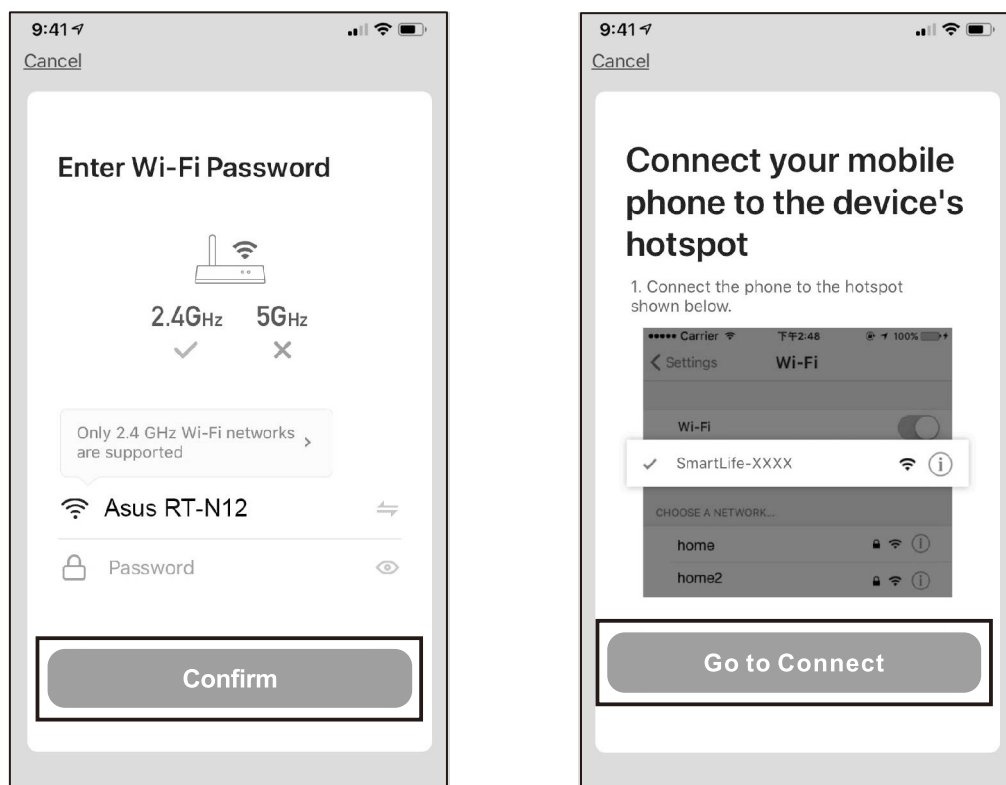 9:41
Cancel
Enter Wi-Fi Password
2.4GHz 5GHz
Only 2.4 GHz Wi-Fi networks
are supported
Asus RT-N12
Password
Confirm
9:41
Cancel
Connect your mobile
phone to the device's
hotspot
1. Connect the phone to the hotspot
shown below.
Carrier 下午2:48 100%
Settings Wi-Fi
Wi-Fi
SmartLife-XXXX
CHOOSE A NETWORK...
home
home2
Go to Connect